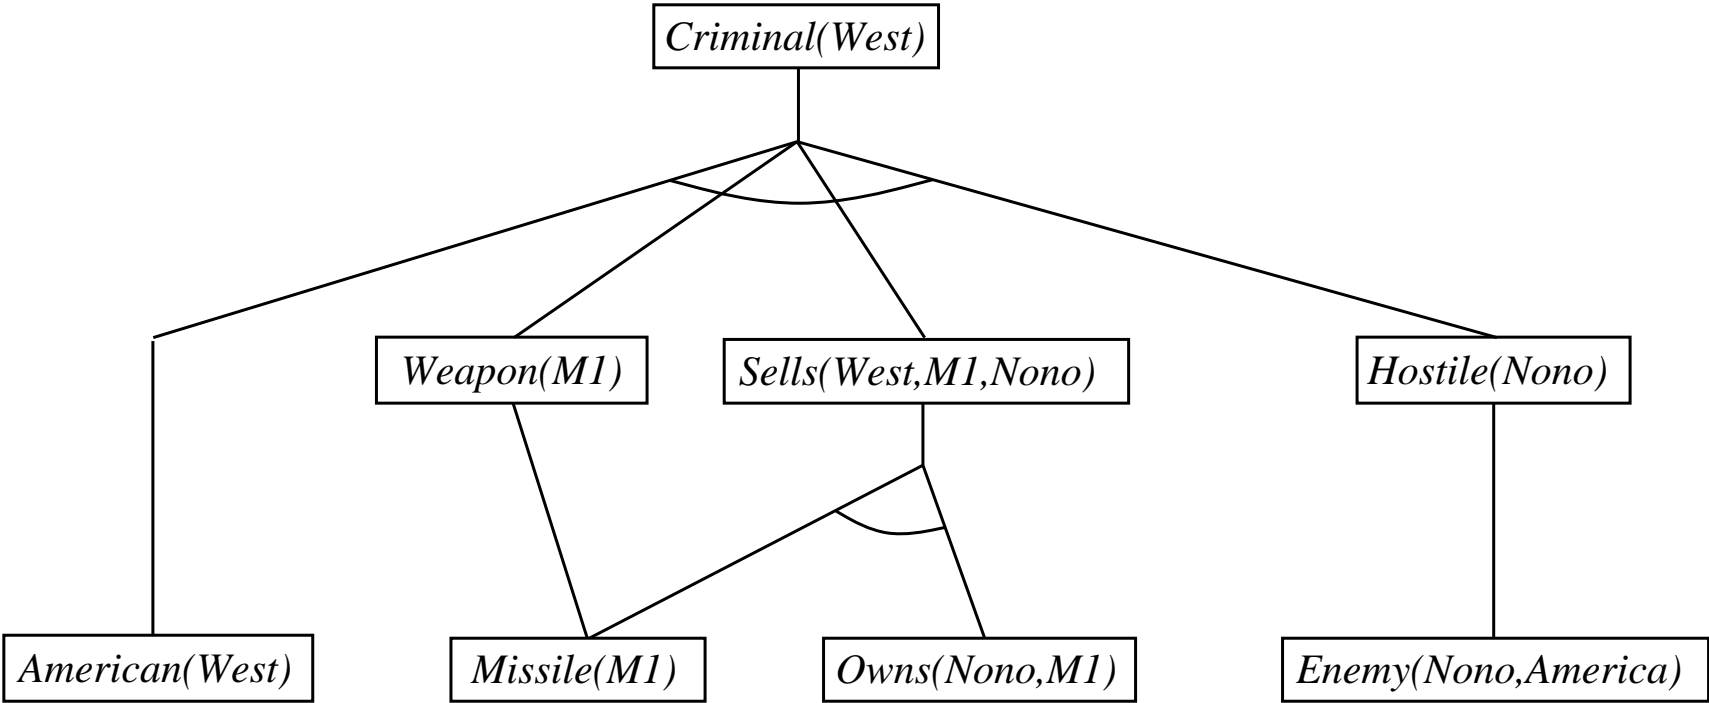 Criminal(West)
Weapon(M1)
Sells(West,M1,Nono)
Hostile(Nono)
American(West)
Missile(M1)
Owns(Nono,M1)
Enemy(Nono,America)